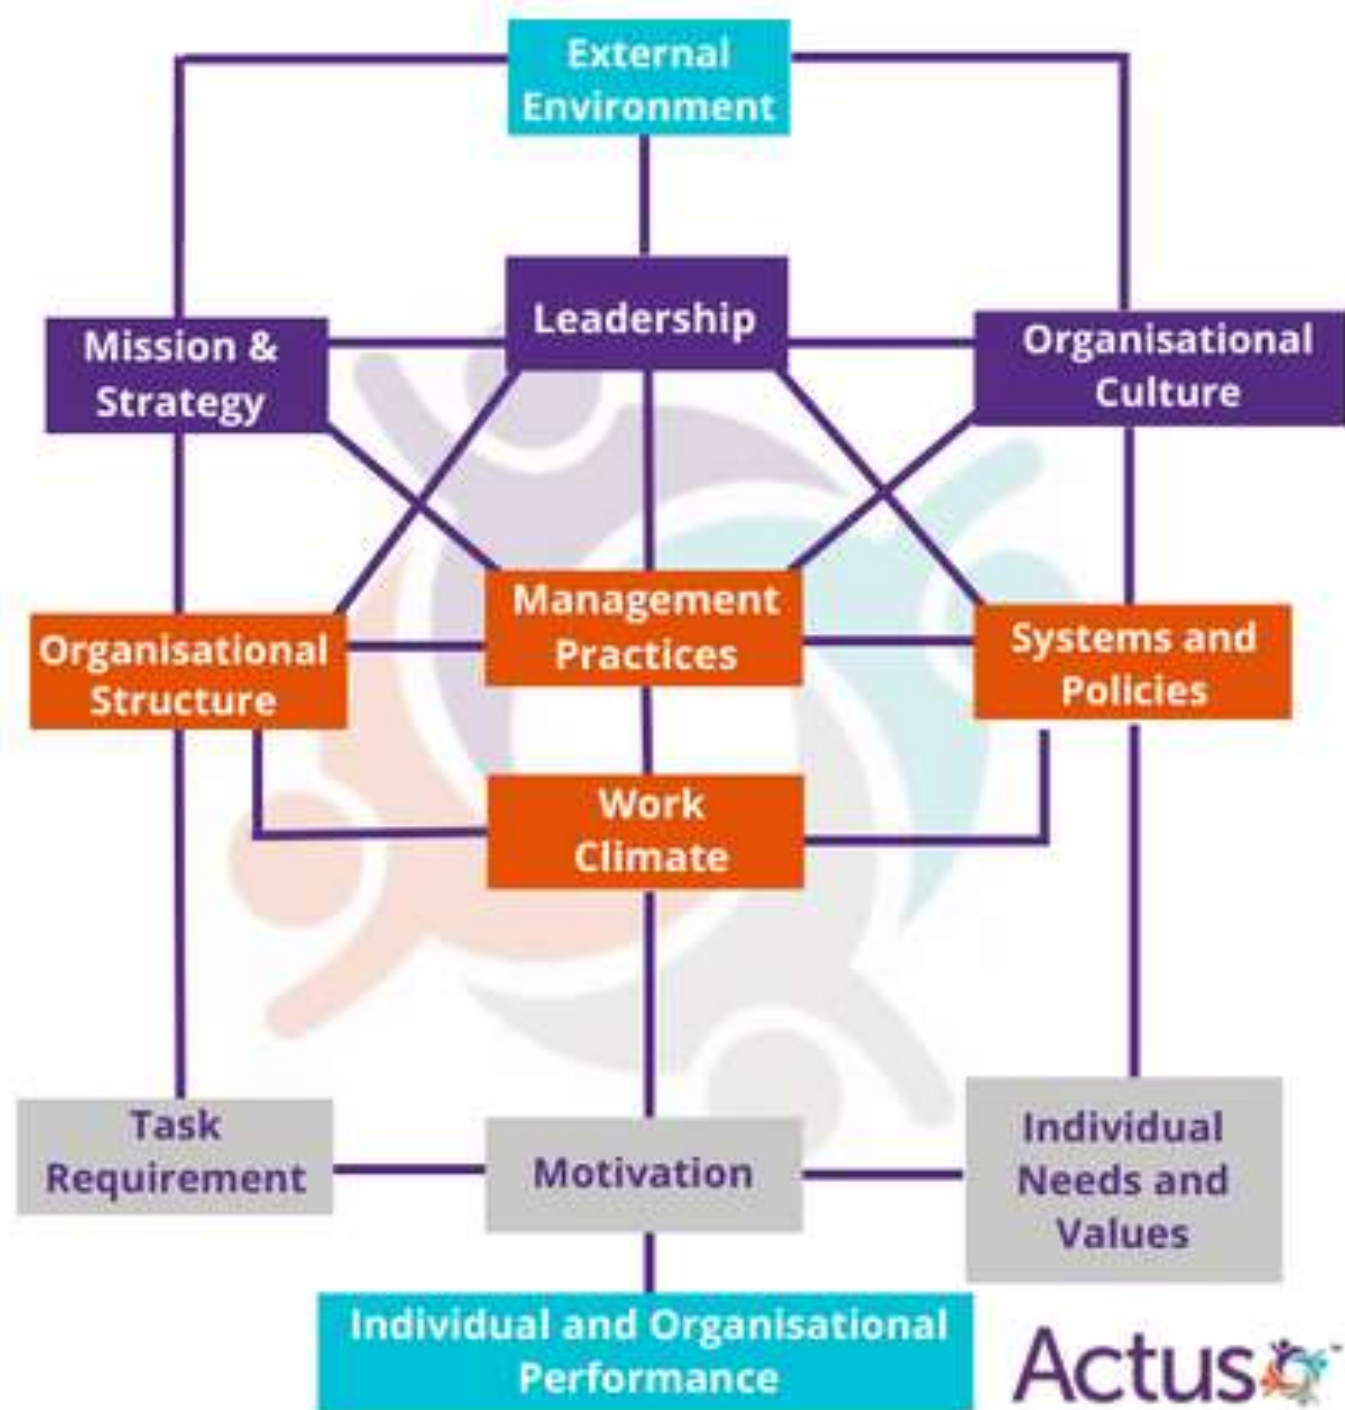 External
Environment
Leadership
Mission &
Strategy
Organisational
Culture
Management
Practices
Organisational
Structure
Systems and
Policies
Work
Climate
Task
Requirement
Motivation
Individual
Needs and
Values
Individual and Organisational
Performance
Actus